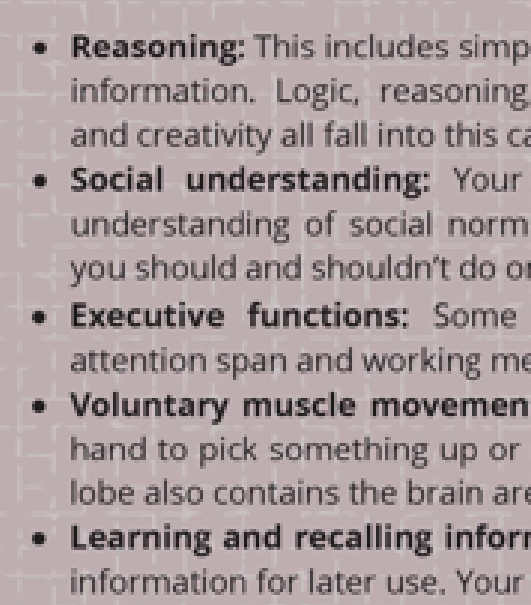 • Reasoning: This includes simp
information. Logic, reasoning,
and creativity all fall into this ca
• Social understanding: Your
understanding of social norm
you should and shouldn't do or
• Executive functions: Some
attention span and working me
• Voluntary muscle movemen
hand to pick something up or
lobe also contains the brain are
• Learning and recalling inforr
information for later use. Your